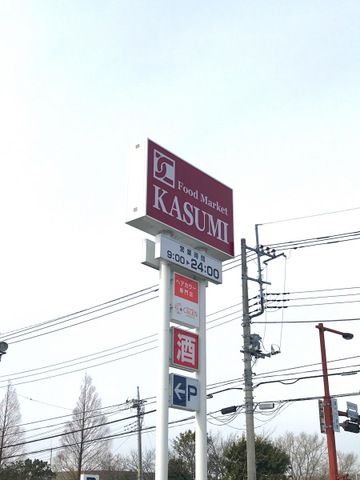 Food Market
KASUMI
営業時間
9:00▶24:00
ヘアカラー
専門店
酒
P